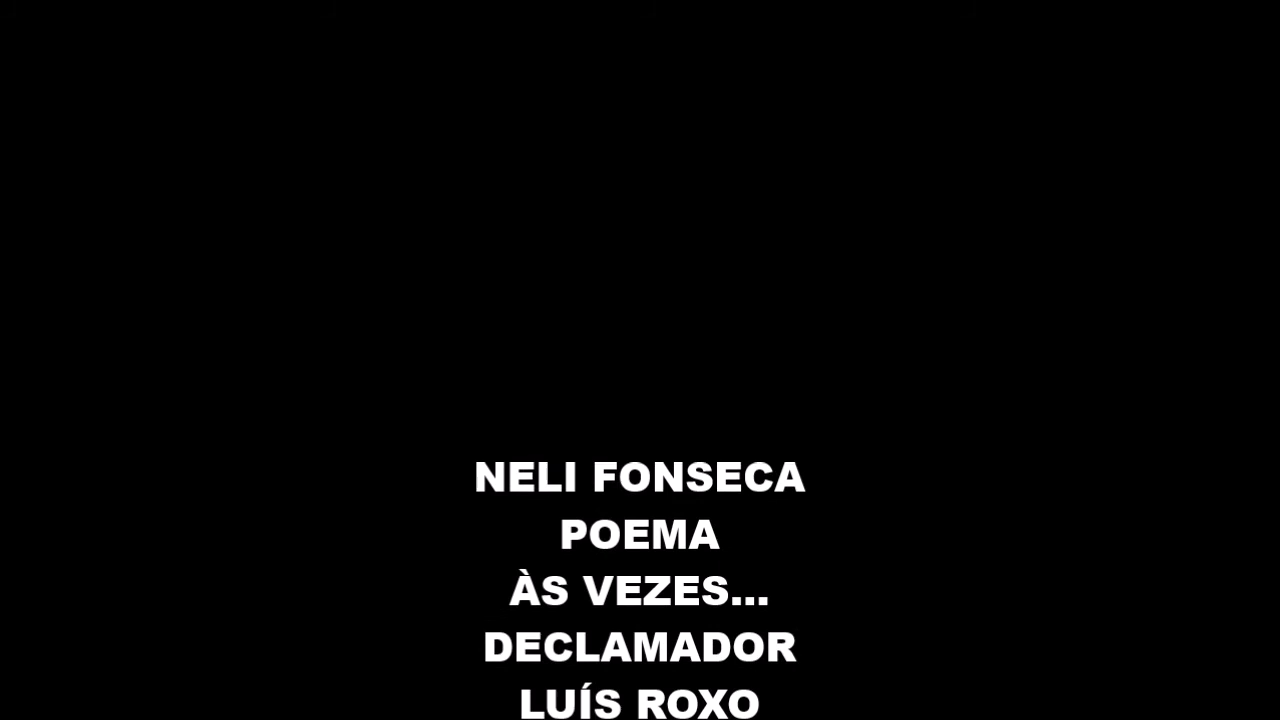 NELI FONSECA
POEMA
ÀS VEZES...
DECLAMADOR
LUÍS ROXO